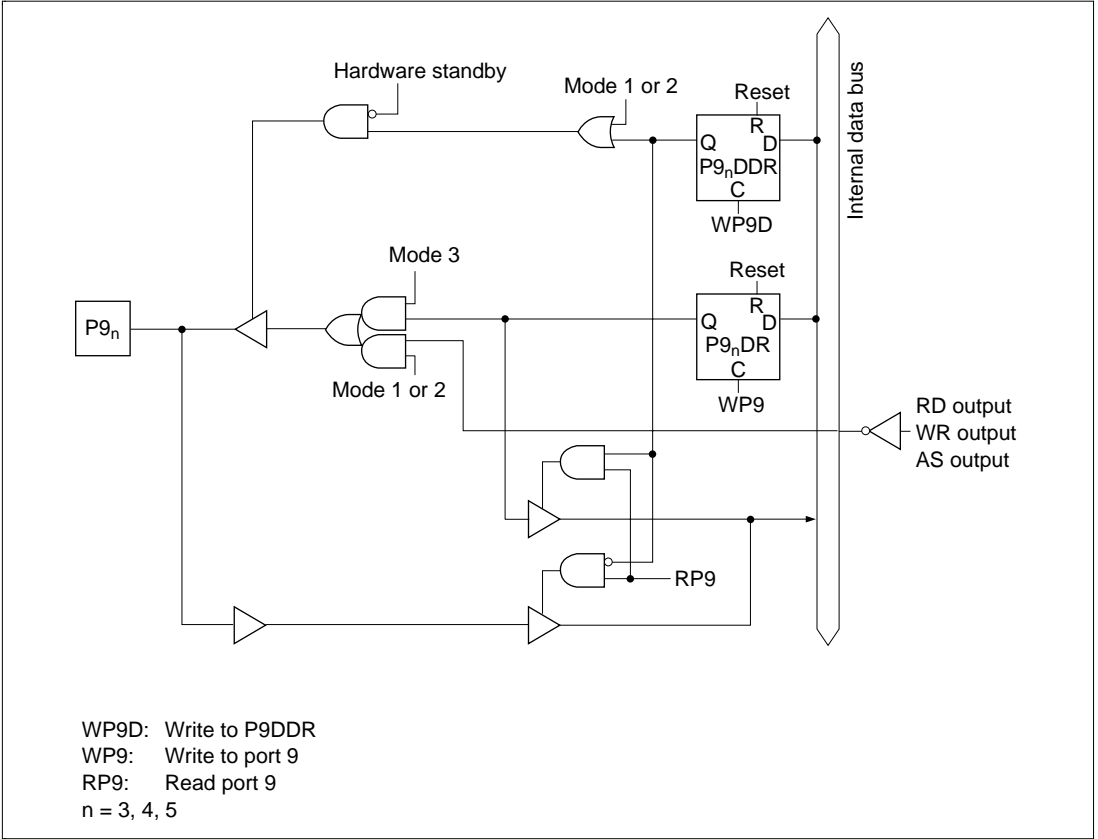 Hardware standby
Mode 1 or 2
Reset
R
Q D
P9nDDR
C
WP9D
Internal data bus
Mode 3
Reset
R
Q D
P9nDR
C
WP9
P9n
Mode 1 or 2
RD output
WR output
AS output
RP9
WP9D: Write to P9DDR
WP9: Write to port 9
RP9: Read port 9
n = 3, 4, 5